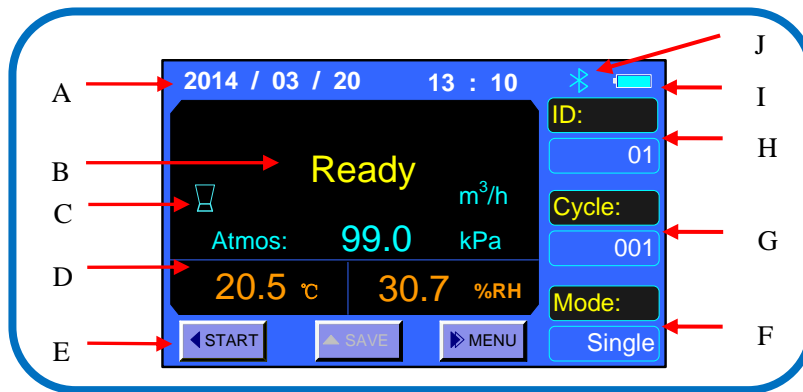 J
A
2014 / 03 / 20 13 : 10
I
ID:
01
H
B
Ready
m³/h
C
Cycle:
Atmos: 99.0 kPa
001
G
D
20.5 ℃ 30.7 %RH
Mode:
E
START SAVE MENU
Single
F